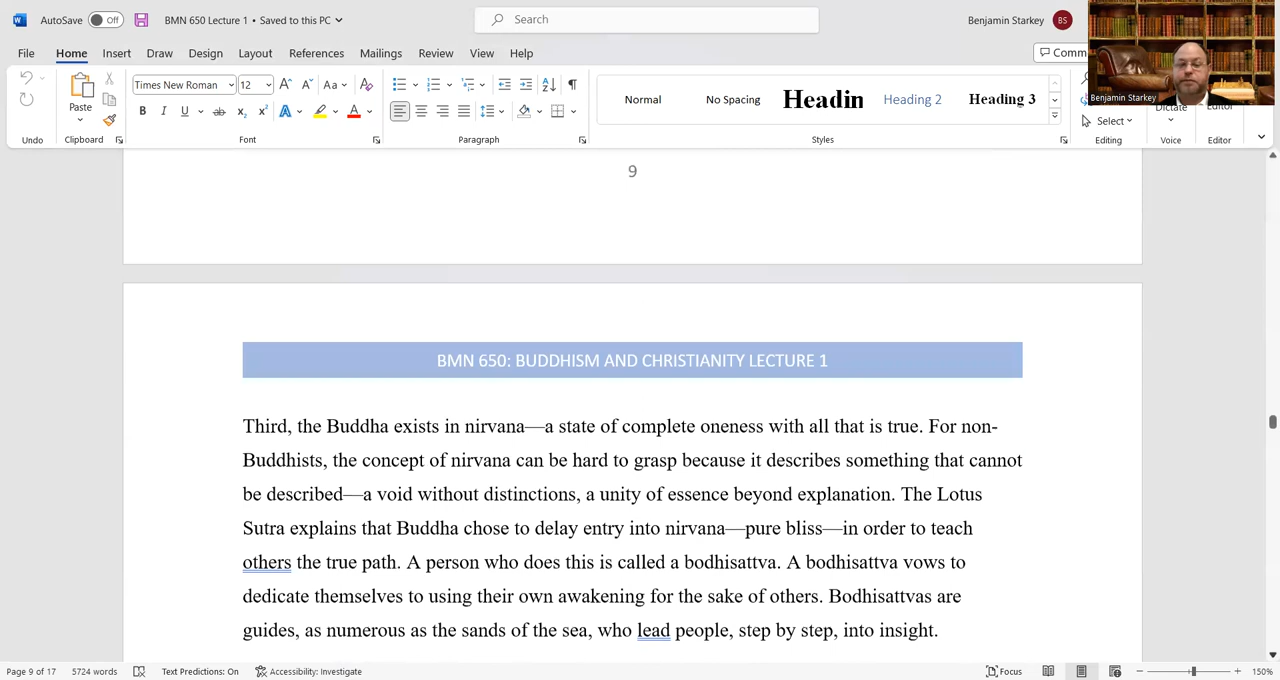 AutoSave Off BMN 650 Lecture 1 • Saved to this PC Search Benjamin Starkey BS
File Home Insert Draw Design Layout References Mailings Review View Help Comm
Times New Roman 12 Aa
Paste
Normal No Spacing Headin Heading 2 Heading 3
Benjamin Starkey
Dictate Editor
Select
Undo Clipboard Font Paragraph Styles Editing Voice Editor
9
BMN 650: BUDDHISM AND CHRISTIANITY LECTURE 1
Third, the Buddha exists in nirvana—a state of complete oneness with all that is true. For non-
Buddhists, the concept of nirvana can be hard to grasp because it describes something that cannot
be described—a void without distinctions, a unity of essence beyond explanation. The Lotus
Sutra explains that Buddha chose to delay entry into nirvana—pure bliss—in order to teach
others the true path. A person who does this is called a bodhisattva. A bodhisattva vows to
dedicate themselves to using their own awakening for the sake of others. Bodhisattvas are
guides, as numerous as the sands of the sea, who lead people, step by step, into insight.
Page 9 of 17 5724 words Text Predictions: On Accessibility: Investigate Focus 150%